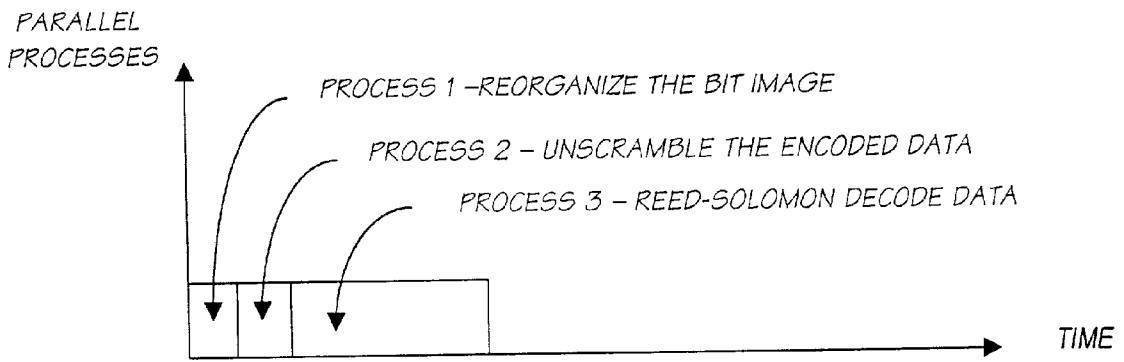 PARALLEL
PROCESSES
PROCESS 1 –REORGANIZE THE BIT IMAGE
PROCESS 2 – UNSCRAMBLE THE ENCODED DATA
PROCESS 3 – REED-SOLOMON DECODE DATA
TIME